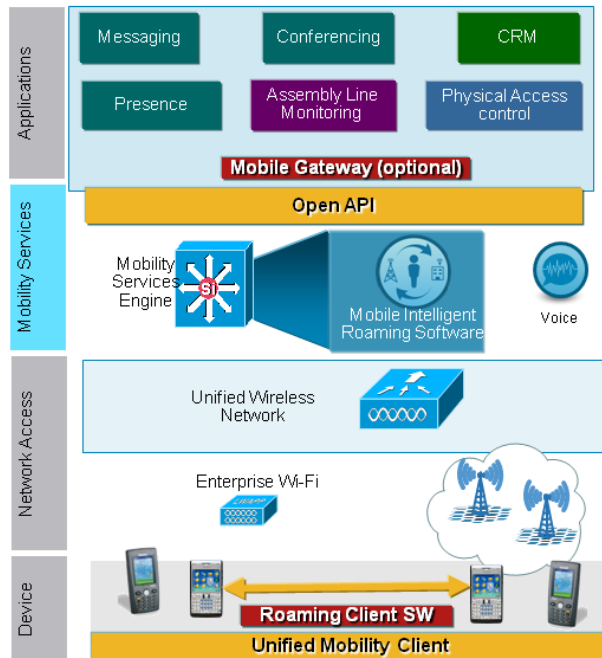 Applications
Messaging
Conferencing
CRM
Presence
Assembly Line
Monitoring
Physical Access
control
Mobile Gateway (optional)
Open API
Mobility Services
Mobility
Services
Engine
Si
Mobile Intelligent
Roaming Software
Voice
Network Access
Unified Wireless
Network
Enterprise Wi-Fi
LWAPP
Device
Roaming Client SW
Unified Mobility Client